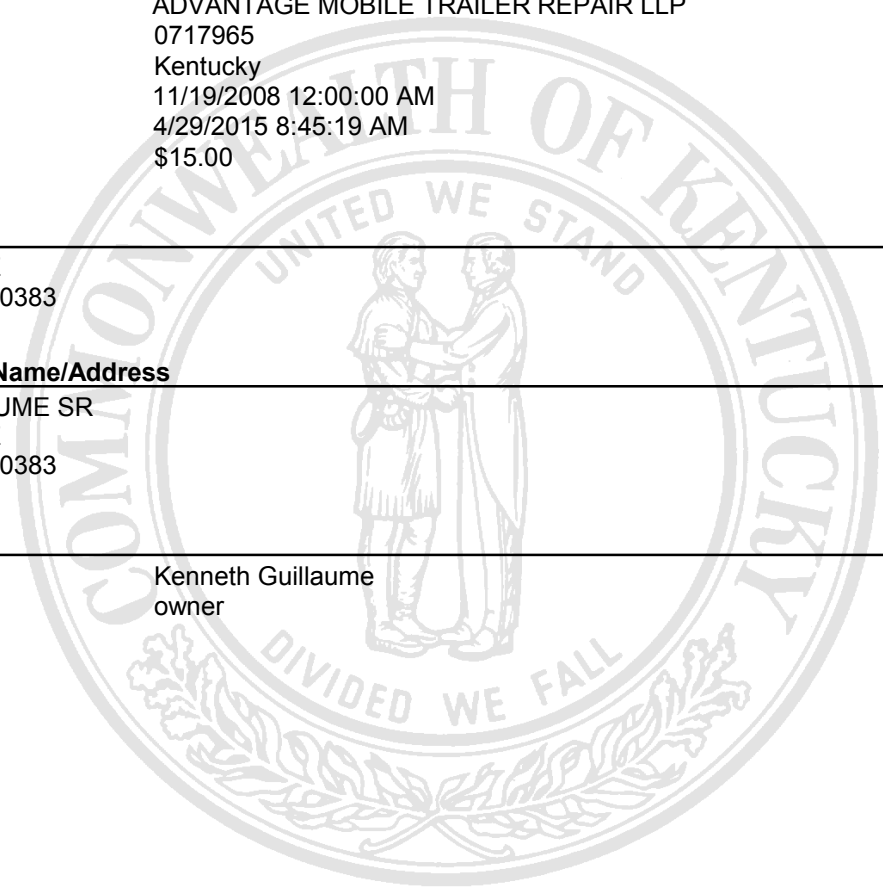 ADVANTAGE MOBILE TRAILER REPAIR LLP
0717965
Kentucky
11/19/2008 12:00:00 AM
4/29/2015 8:45:19 AM
$15.00
0383
Name/Address
UME SR
0383
Kenneth Guillaume
owner
COMMONWEALTH OF KENTUCKY
UNITED WE STAND
DIVIDED WE FALL